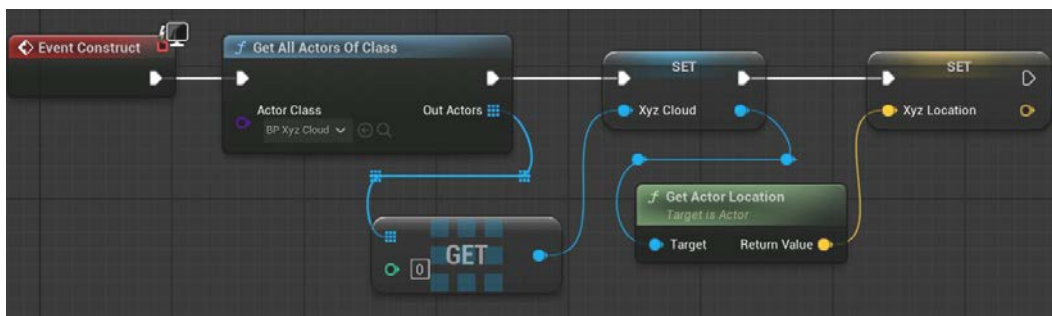 Event Construct
f Get All Actors Of Class
Actor Class
BP Xyz Cloud
Out Actors
SET
Xyz Cloud
SET
Xyz Location
f Get Actor Location
Target is Actor
Target
Return Value
GET
0